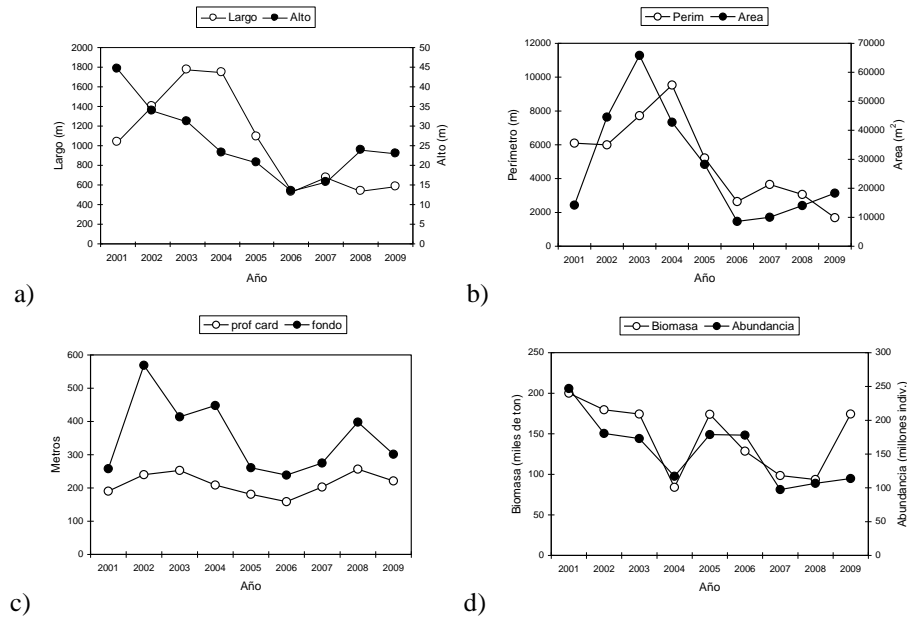 Largo Alto
2000
1800
1600
1400
1200
1000
800
600
400
200
0
Largo (m)
50
45
40
35
30
25
20
15
10
5
0
Alto (m)
2001 2002 2003 2004 2005 2006 2007 2008 2009
Año
a)
Perim Area
12000
10000
8000
6000
4000
2000
0
Perímetro (m)
70000
60000
50000
40000
30000
20000
10000
0
Area (m²)
2001 2002 2003 2004 2005 2006 2007 2008 2009
Año
b)
prof card fondo
600
500
400
300
200
100
0
Metros
2001 2002 2003 2004 2005 2006 2007 2008 2009
Año
c)
Biomasa Abundancia
250
200
150
100
50
0
Biomasa (miles de ton)
300
250
200
150
100
50
0
Abundancia (millones indiv.)
2001 2002 2003 2004 2005 2006 2007 2008 2009
Año
d)